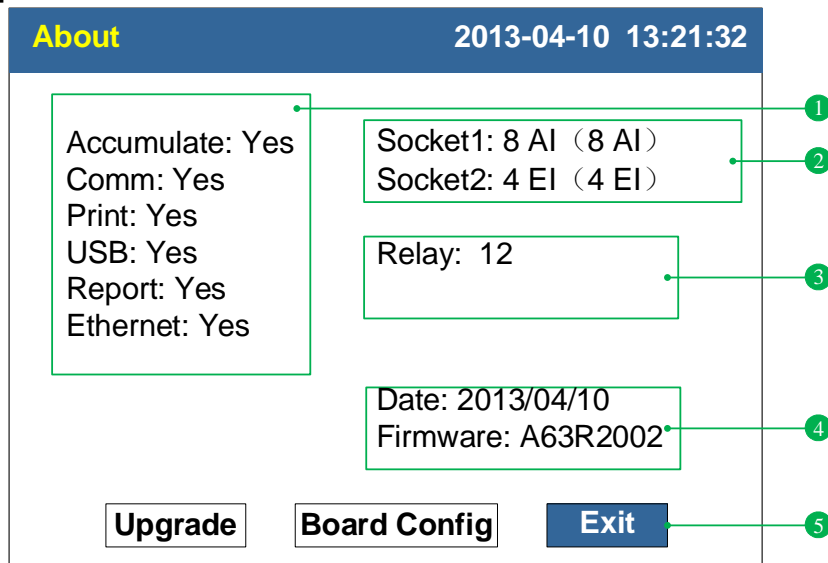 About
2013-04-10 13:21:32
Accumulate: Yes
Comm: Yes
Print: Yes
USB: Yes
Report: Yes
Ethernet: Yes
1
Socket1: 8 AI（8 AI）
Socket2: 4 EI（4 EI）
2
Relay: 12
3
Date: 2013/04/10
Firmware: A63R2002
4
Upgrade
Board Config
Exit
5